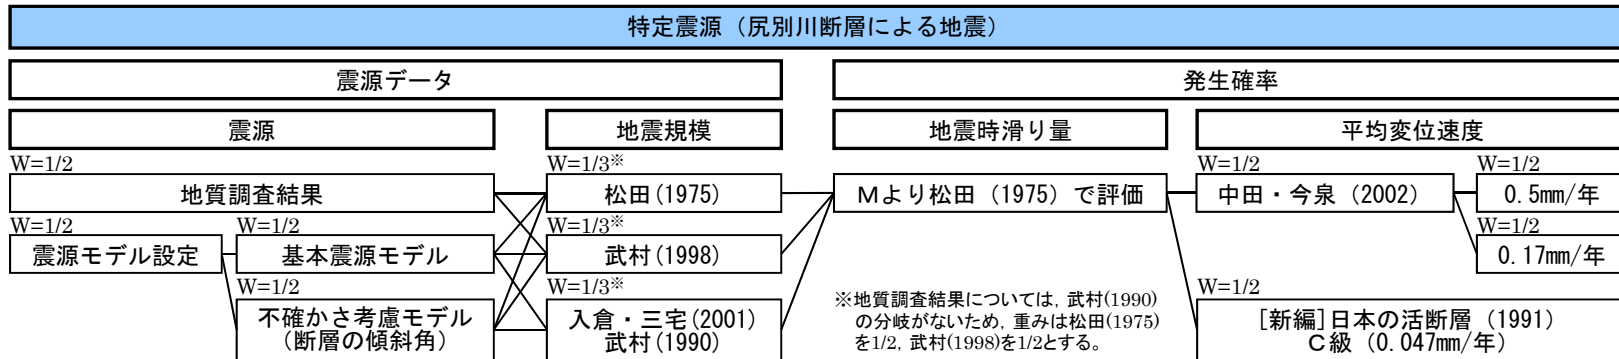 特定震源（尻別川断層による地震）
震源データ
発生確率
震源
地震規模
地震時滑り量
平均変位速度
W=1/2
地質調査結果
W=1/2
震源モデル設定
W=1/2
基本震源モデル
W=1/2
不確かさ考慮モデル
（断層の傾斜角）
W=1/3※
松田(1975)
W=1/3※
武村(1998)
W=1/3※
入倉・三宅(2001)
武村(1990)
Ｍより松田（1975）で評価
※地質調査結果については，武村(1990)
の分岐がないため，重みは松田(1975)
を1/2，武村(1998)を1/2とする。
W=1/2
中田・今泉（2002）
W=1/2
0.5mm/年
W=1/2
0.17mm/年
W=1/2
[新編]日本の活断層（1991）
Ｃ級（0.047mm/年）